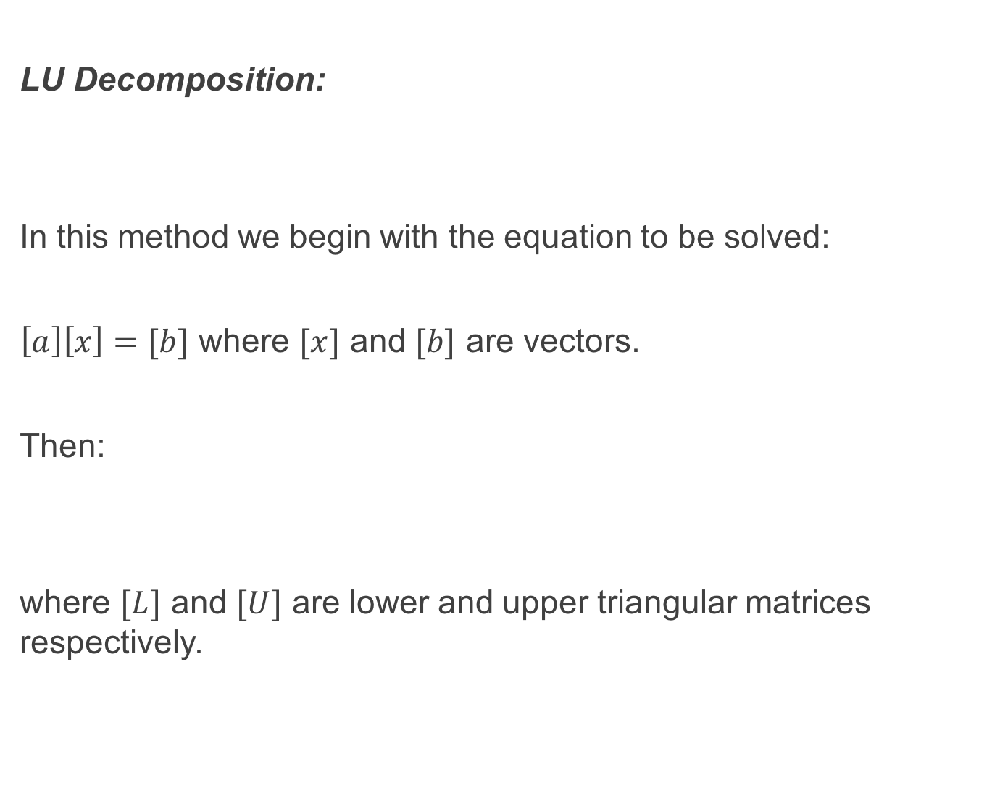 LU Decomposition:
In this method we begin with the equation to be solved:
[𝑎][𝑥] = [𝑏] where [𝑥] and [𝑏] are vectors.
Then:
where [𝐿] and [𝑈] are lower and upper triangular matrices
respectively.